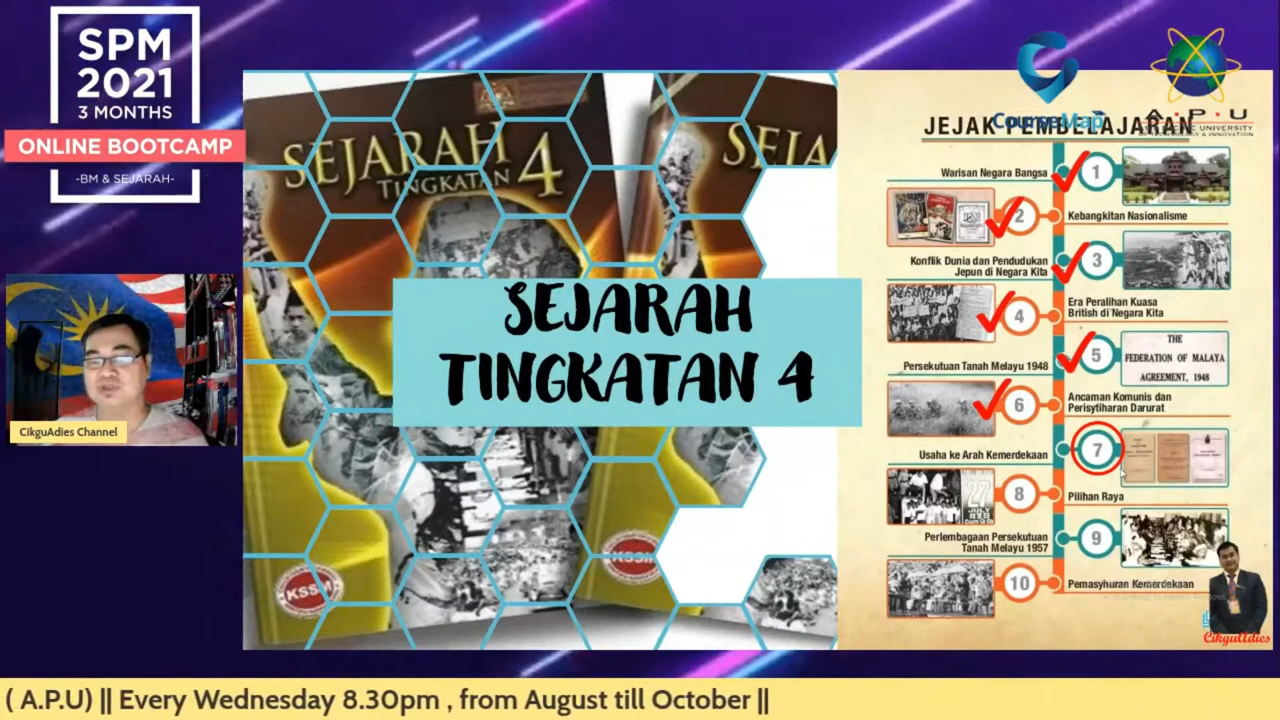 SPM
2021
3 MONTHS
ONLINE BOOTCAMP
-BM & SEJARAH-
CikguAdies Channel
SEJARAH
TINGKATAN 4
SEJARAH
TINGKATAN 4
KSSM
SEJA
KSSM
CourseMap
A.P.U
JEJAK PEMBELAJARAN
Warisan Negara Bangsa
1
2
Kebangkitan Nasionalisme
Konflik Dunia dan Pendudukan
Jepun di Negara Kita
3
4
Era Peralihan Kuasa
British di Negara Kita
Persekutuan Tanah Melayu 1948
5
THE
FEDERATION OF MALAYA
AGREEMENT, 1948
6
Ancaman Komunis dan
Perisytiharan Darurat
Usaha ke Arah Kemerdekaan
7
8
27
JULY
Pilihan Raya
Perlembagaan Persekutuan
Tanah Melayu 1957
9
10
Pemasyhuran Kemerdekaan
CikguAdies
( A.P.U) || Every Wednesday 8.30pm , from August till October ||